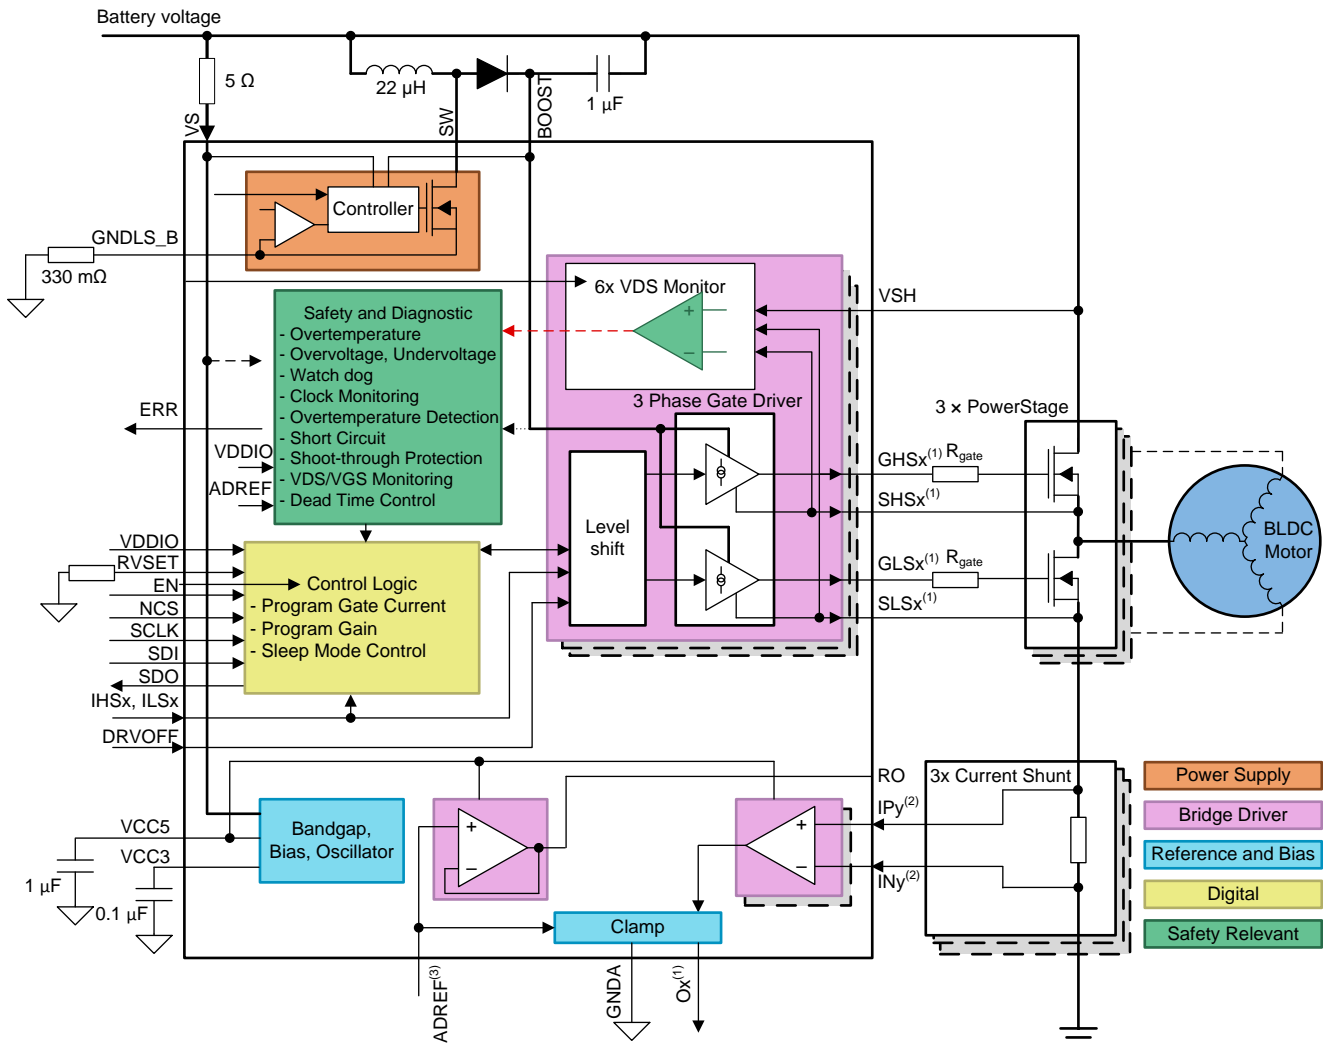 Battery voltage
5 Ω
22 µH
1 µF
VS
SW
BOOST
Controller
GNDLS_B
330 mΩ
6x VDS Monitor
+
−
VSH
Safety and Diagnostic
- Overtemperature
- Overvoltage, Undervoltage
- Watch dog
- Clock Monitoring
- Overtemperature Detection
- Short Circuit
- Shoot-through Protection
- VDS/VGS Monitoring
- Dead Time Control
ERR
VDDIO
ADREF
3 Phase Gate Driver
3 × PowerStage
GHSx(1)
Rgate
SHSx(1)
Level
shift
GLSx(1)
Rgate
SLSx(1)
BLDC
Motor
VDDIO
RVSET
EN
NCS
SCLK
SDI
SDO
IHSx, ILSx
DRVOFF
Control Logic
- Program Gate Current
- Program Gain
- Sleep Mode Control
RO
IPy(2)
INy(2)
3x Current Shunt
+
−
+
−
VCC5
VCC3
1 µF
0.1 µF
Bandgap,
Bias, Oscillator
Clamp
ADREF(3)
GNDA
Ox(1)
Power Supply
Bridge Driver
Reference and Bias
Digital
Safety Relevant